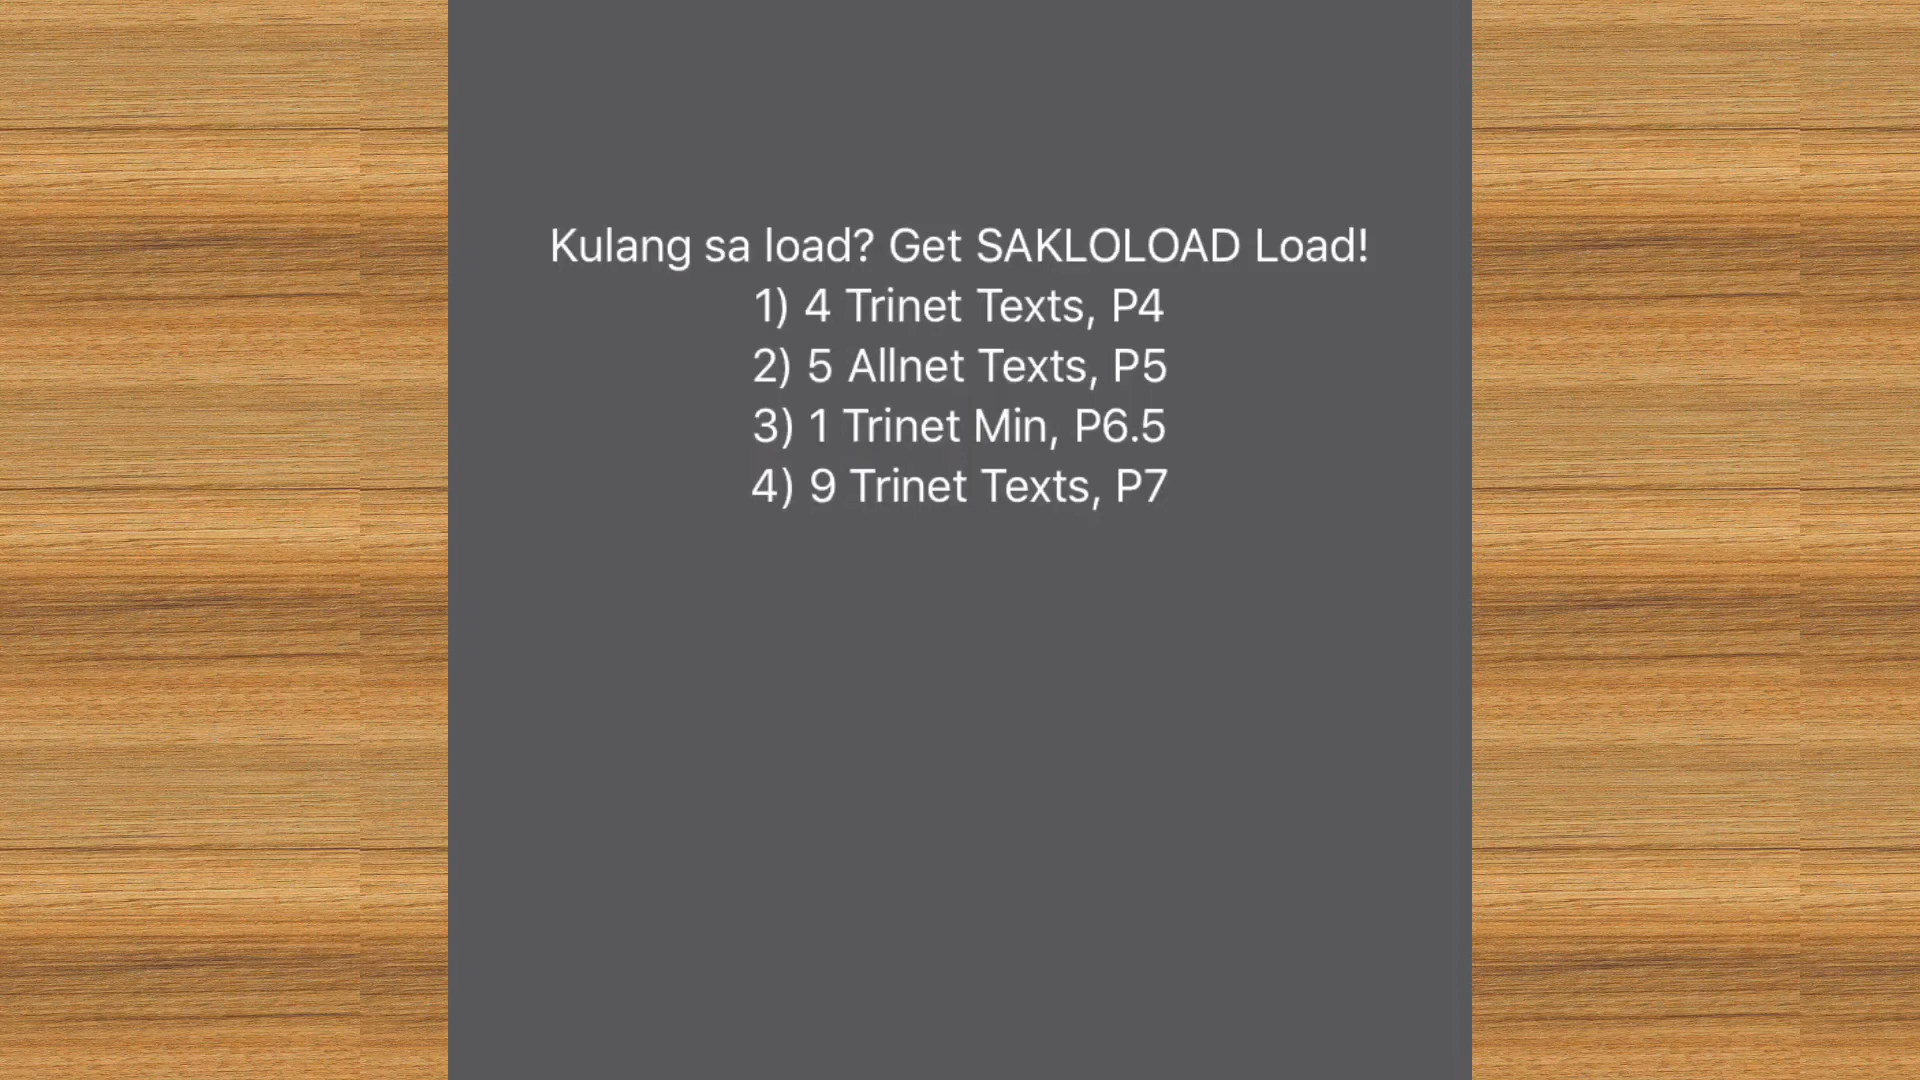 Kulang sa load? Get SAKLOLOAD Load!
1) 4 Trinet Texts, P4
2) 5 Allnet Texts, P5
3) 1 Trinet Min, P6.5
4) 9 Trinet Texts, P7